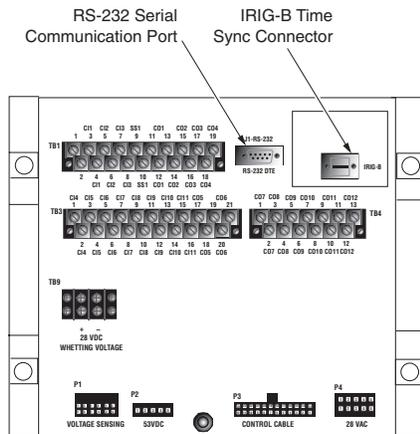 RS-232 Serial
Communication Port
IRIG-B Time
Sync Connector
CI1 CI2 CI3 SS1 CO1 CO2 CO3 CO4
1 3 5 7 9 11 13 15 17 19
TB1
2 4 6 8 10 12 14 16 18
CI1 CI2 CI3 SS1 CO1 CO2 CO3 CO4
J1-RS-232
RS-232 DTE
IRIG-B
CI4 CI5 CI6 CI7 CI8 CI9 CI10 CI11 CO5 CO6
1 3 5 7 9 11 13 15 17 19 21
TB3
2 4 6 8 10 12 14 16 18 20
CI4 CI5 CI6 CI7 CI8 CI9 CI10 CI11 CO5 CO6
CO7 CO8 CO9 CO10 CO11 CO12
1 3 5 7 9 11 13
TB4
2 4 6 8 10 12
CO7 CO8 CO9 CO10 CO11 CO12
TB9
+ −
28 VDC
WHETTING VOLTAGE
P1
VOLTAGE SENSING
P2
53VDC
P3
CONTROL CABLE
P4
28 VAC